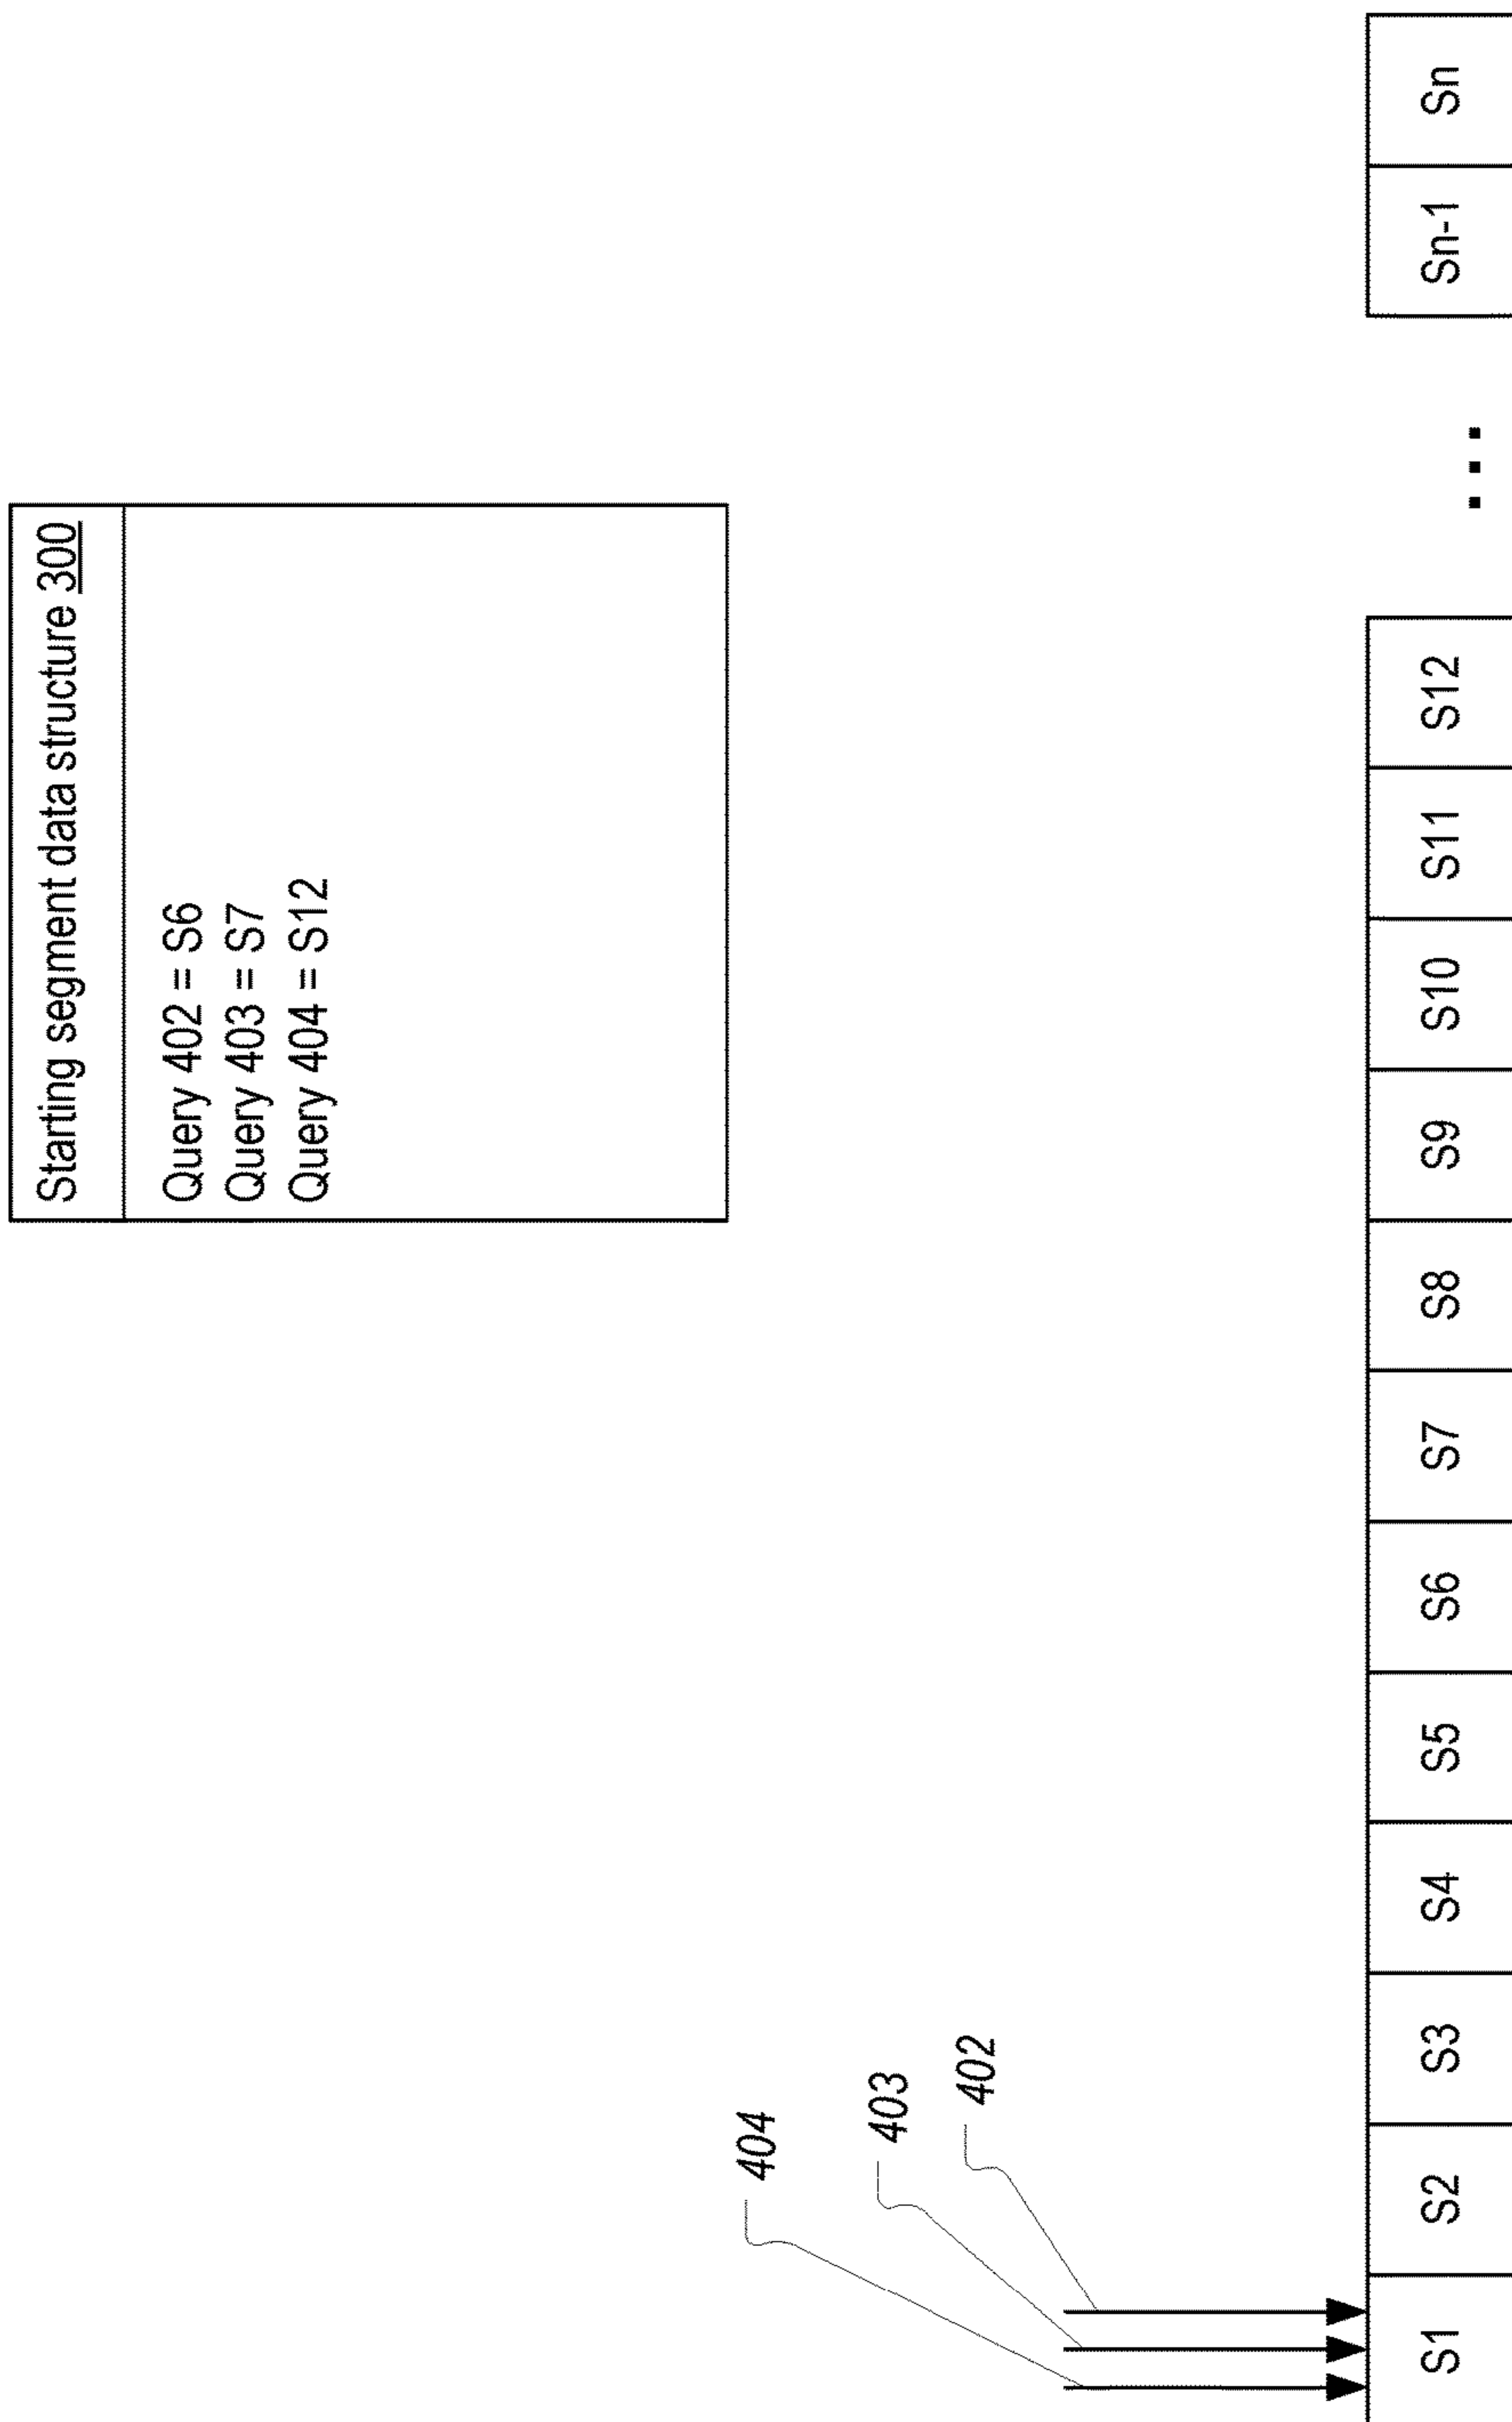 Starting segment data structure 300
Query 402 = S6
Query 403 = S7
Query 404 = S12
404
403
402
S1 S2 S3 S4 S5 S6 S7 S8 S9 S10 S11 S12 ... Sn-1 Sn